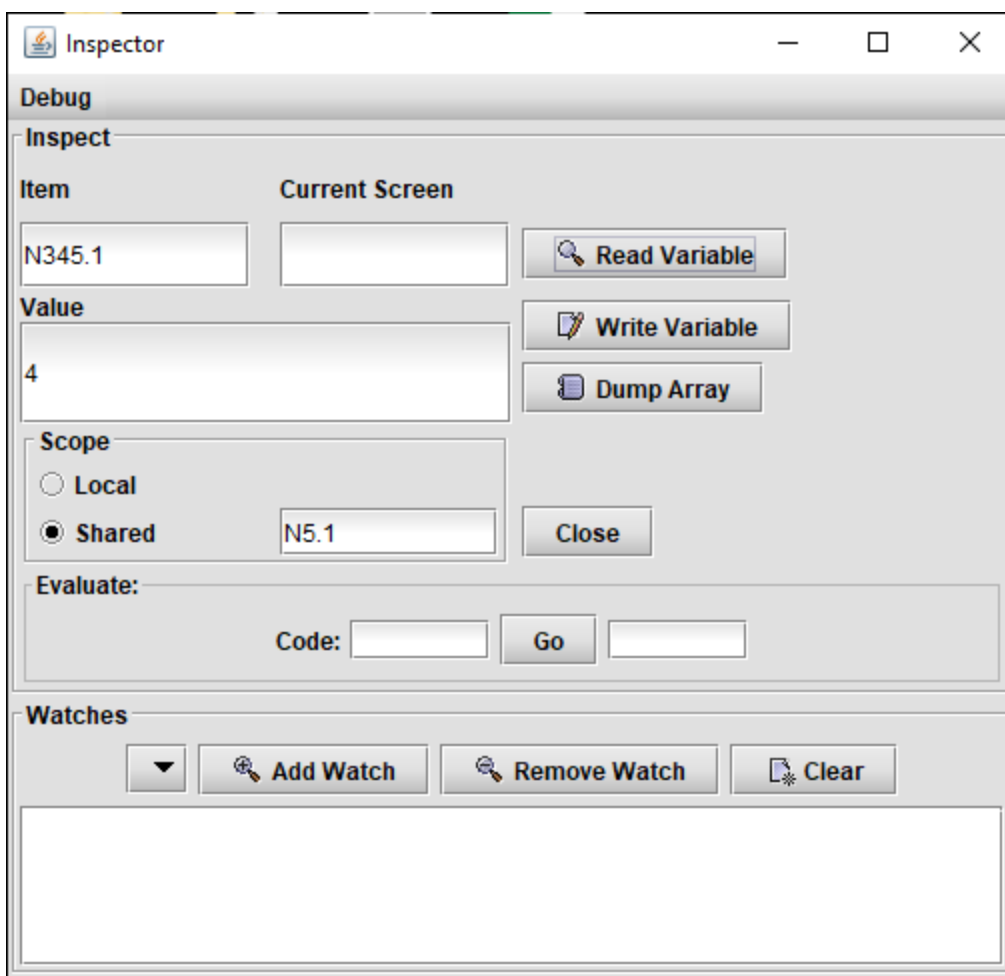 Inspector
Debug
Inspect
Item
Current Screen
N345.1
Read Variable
Value
Write Variable
4
Dump Array
Scope
Local
Shared
N5.1
Close
Evaluate:
Code:
Go
Watches
Add Watch
Remove Watch
Clear